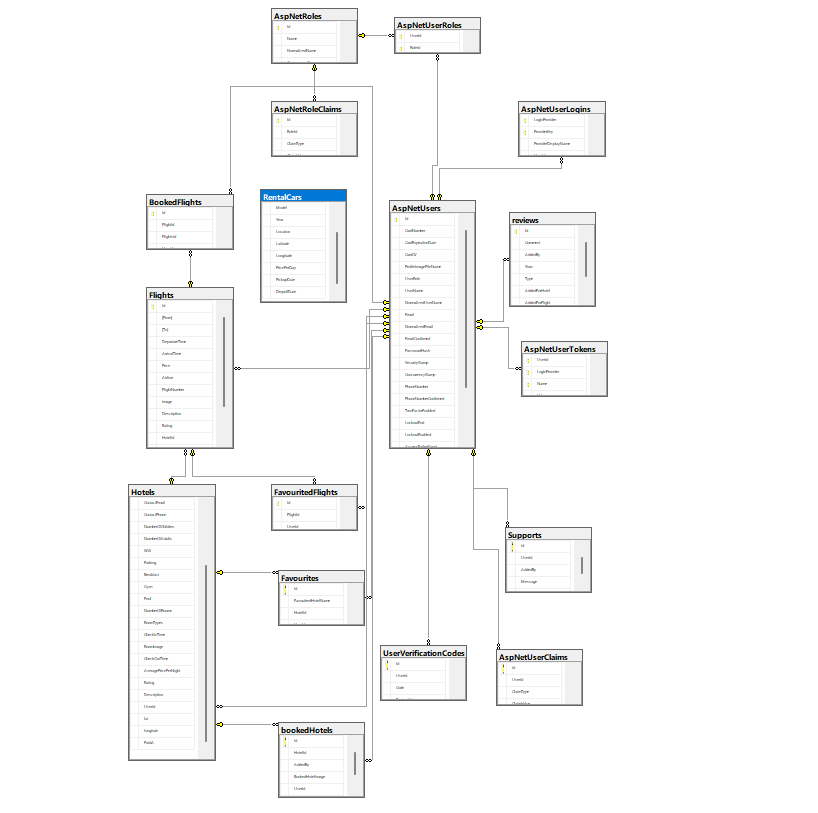 AspNetRoles
Id
Name
NormalizedName
AspNetUserRoles
UserId
RoleId
AspNetRoleClaims
Id
RoleId
ClaimType
AspNetUserLogins
LoginProvider
ProviderKey
ProviderDisplayName
BookedFlights
Id
FlightId
RentalCars
Model
Year
Location
Latitude
Longitude
PricePerDay
PickupDate
DropoffDate
AspNetUsers
Id
CardNumber
CardExpirationDate
CardCVV
ProfileImageFileName
UserRole
UserName
NormalizedUserName
Email
NormalizedEmail
EmailConfirmed
PasswordHash
SecurityStamp
ConcurrencyStamp
PhoneNumber
PhoneNumberConfirmed
TwoFactorEnabled
LockoutEnd
LockoutEnabled
reviews
Id
Comment
AddedBy
Stars
Type
AddedForHotel
AddedForFlight
Flights
Id
[From]
[To]
DepartureTime
ArrivalTime
Price
Airline
FlightNumber
Image
Description
Rating
HotelId
AspNetUserTokens
UserId
LoginProvider
Name
Hotels
ContactEmail
ContactPhone
NumberOfChildren
NumberOfAdults
Wifi
Parking
Breakfast
Gym
Pool
NumberOfRooms
RoomTypes
CheckInTime
RoomImage
CheckOutTime
AveragePricePerNight
Rating
Description
UserId
lat
longitude
FavouritedFlights
Id
FlightId
UserId
Favourites
Id
FavouritedHotelName
HotelId
Supports
Id
UserId
AddedBy
Message
UserVerificationCodes
Id
UserId
Code
AspNetUserClaims
Id
UserId
ClaimType
ClaimValue
bookedHotels
Id
HotelId
AddedBy
BookedHotelImage
UserId